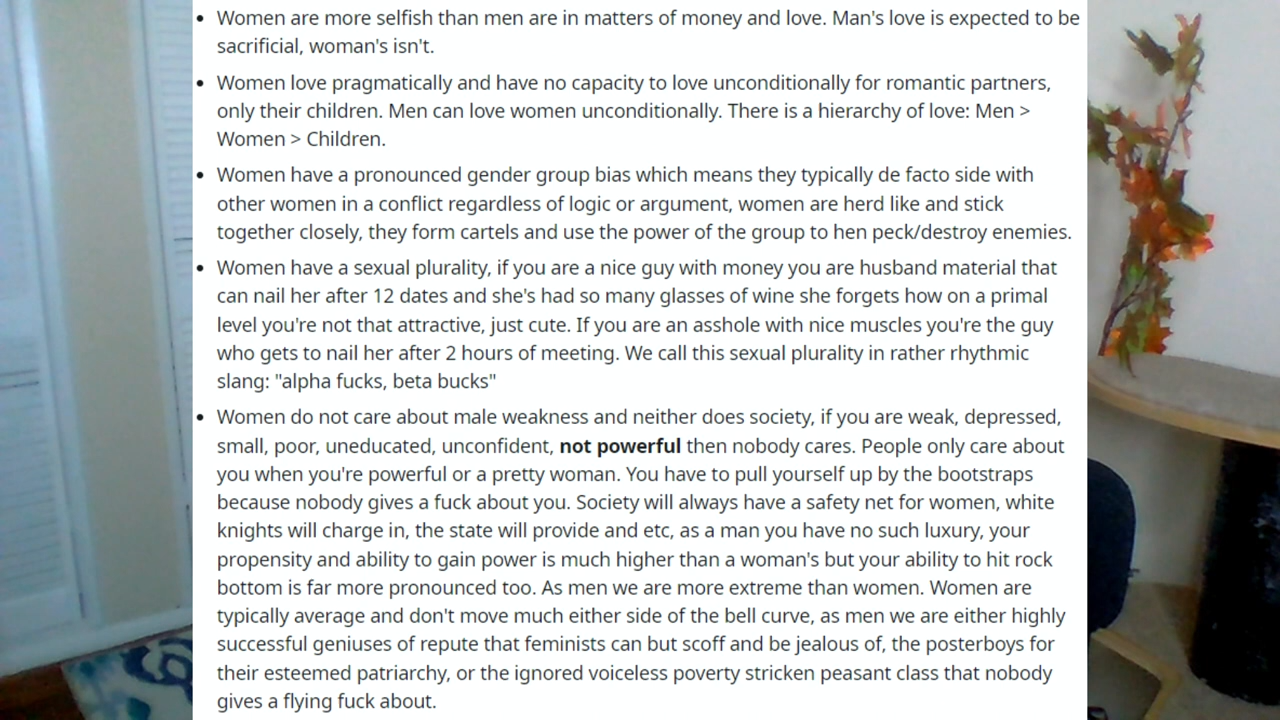 • Women are more selfish than men are in matters of money and love. Man's love is expected to be
sacrificial, woman's isn't.
• Women love pragmatically and have no capacity to love unconditionally for romantic partners,
only their children. Men can love women unconditionally. There is a hierarchy of love: Men >
Women > Children.
• Women have a pronounced gender group bias which means they typically de facto side with
other women in a conflict regardless of logic or argument, women are herd like and stick
together closely, they form cartels and use the power of the group to hen peck/destroy enemies.
• Women have a sexual plurality, if you are a nice guy with money you are husband material that
can nail her after 12 dates and she's had so many glasses of wine she forgets how on a primal
level you're not that attractive, just cute. If you are an asshole with nice muscles you're the guy
who gets to nail her after 2 hours of meeting. We call this sexual plurality in rather rhythmic
slang: "alpha fucks, beta bucks"
• Women do not care about male weakness and neither does society, if you are weak, depressed,
small, poor, uneducated, unconfident, not powerful then nobody cares. People only care about
you when you're powerful or a pretty woman. You have to pull yourself up by the bootstraps
because nobody gives a fuck about you. Society will always have a safety net for women, white
knights will charge in, the state will provide and etc, as a man you have no such luxury, your
propensity and ability to gain power is much higher than a woman's but your ability to hit rock
bottom is far more pronounced too. As men we are more extreme than women. Women are
typically average and don't move much either side of the bell curve, as men we are either highly
successful geniuses of repute that feminists can but scoff and be jealous of, the posterboys for
their esteemed patriarchy, or the ignored voiceless poverty stricken peasant class that nobody
gives a flying fuck about.